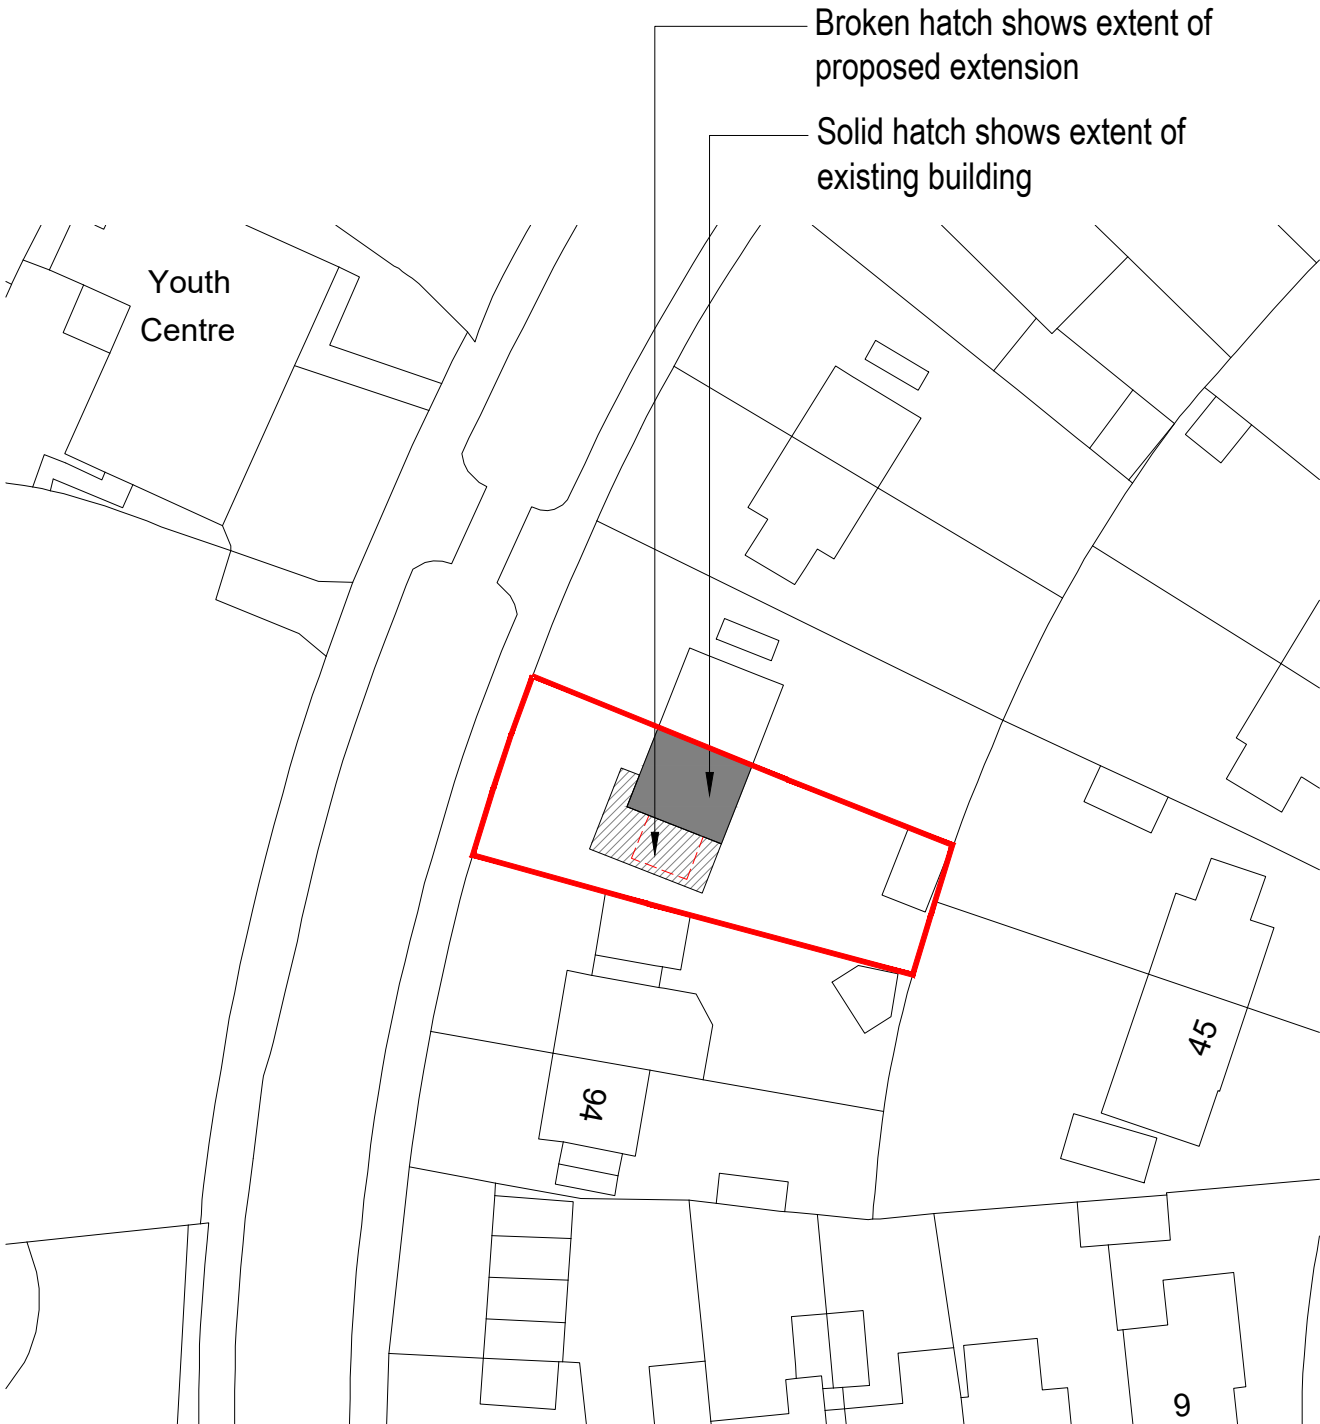 Broken hatch shows extent of
proposed extension
Solid hatch shows extent of
existing building
Youth
Centre
45
94
9